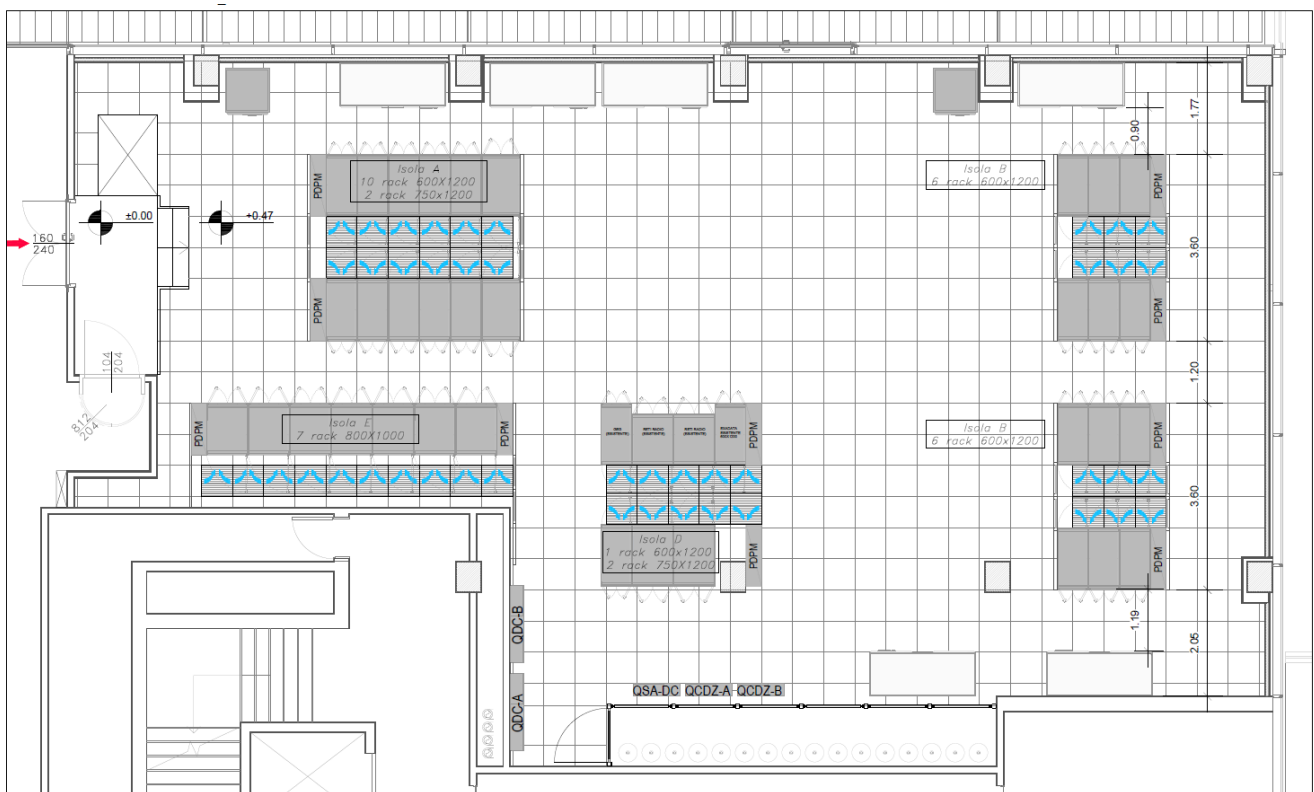 1.77
0.90
Isola A
10 rack 600X1200
2 rack 750x1200
PDPM
Isola B
6 rack 600x1200
PDPM
±0.00
+0.47
160
240
3.60
PDPM
PDPM
104
204
1.20
812
204
PDPM
Isola E
7 rack 800X1000
PDPM
PDPM
Isola B
6 rack 600x1200
PDPM
3.60
Isola D
1 rack 600x1200
2 rack 750X1200
PDPM
PDPM
QDC-B
1.19
2.05
QSA-DC QCDZ-A QCDZ-B
QDC-A